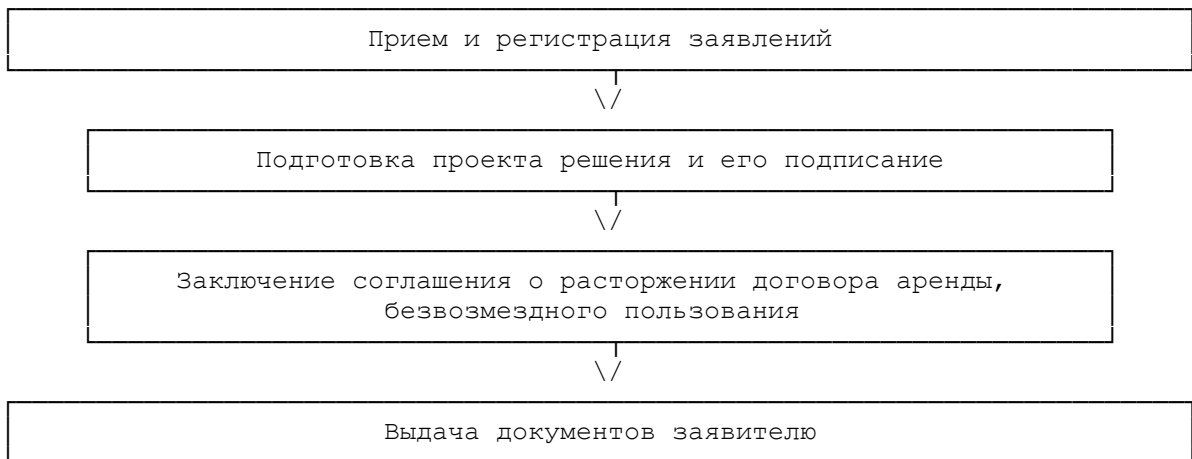 Прием и регистрация заявлений
\/
Подготовка проекта решения и его подписание
\/
Заключение соглашения о расторжении договора аренды,
безвозмездного пользования
\/
Выдача документов заявителю